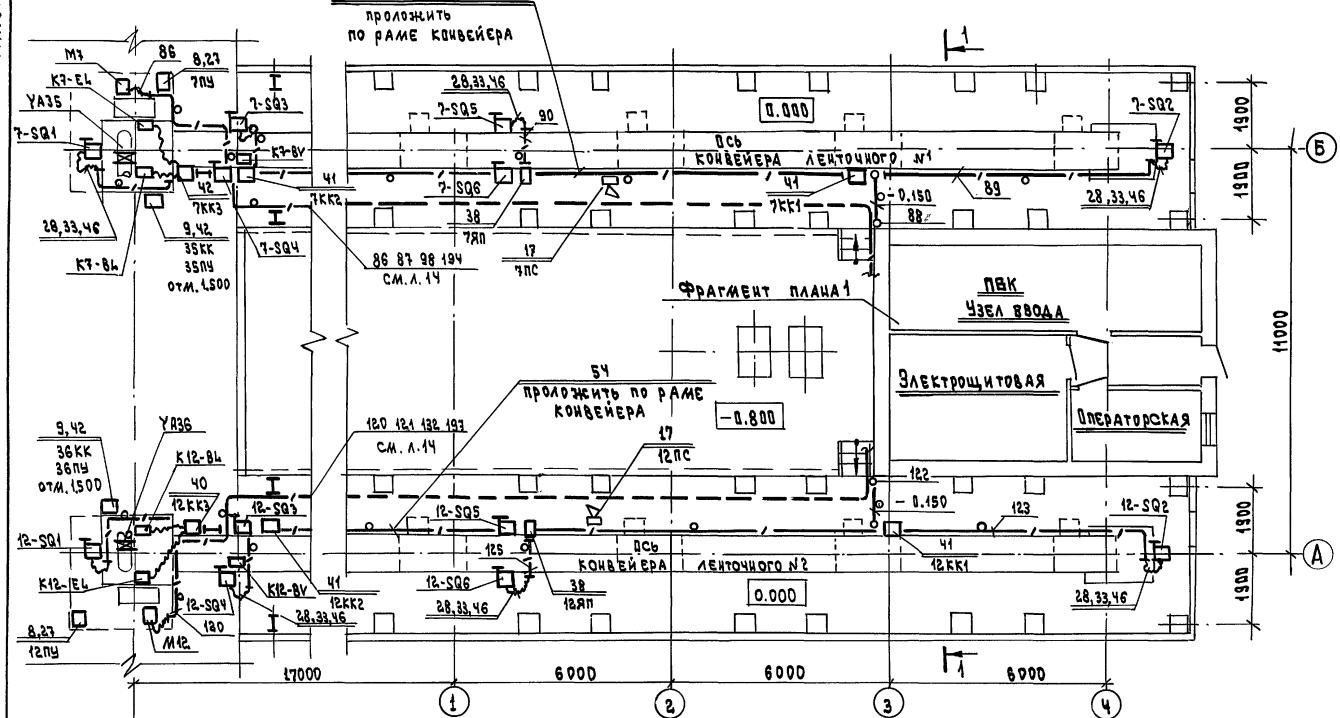 проложить
по раме конвейера
1
М7
86
8,27
7ПУ
К7-EL
YA35
7-SQ1
7-SQ3
28,33,46
7-SQ5
90
0.000
7-SQ2
1900
Б
Ось
конвейера ленточного №1
К7-BV
42
7КК3
41
7КК2
7-SQ6
38
7ЯП
41
7КК1
-0.150
88
89
28,33,46
1900
28,33,46
К7-BL
9,42
35КК
35ПУ
отм. 1.500
7-SQ4
86 87 98 194
см. л. 14
17
7ПС
Фрагмент плана 1
ПВК
Узел ввода
11000
54
проложить по раме
конвейера
-0.800
Электрощитовая
Операторская
9,42
36КК
36ПУ
отм. 1.500
YA36
К12-BL
40
12КК3
120 121 132 193
см. л. 14
17
12ПС
122
-0.150
12-SQ3
12-SQ5
123
12-SQ2
1900
12-SQ1
125
Ось
конвейера ленточного №2
41
12КК1
А
К12-EL
12-SQ4
К12-BV
41
12КК2
12-SQ6
38
12ЯП
0.000
28,33,46
1900
28,33,46
28,33,46
8,27
12ПУ
М12
130
1
17000
6000
6000
6000
1
2
3
4